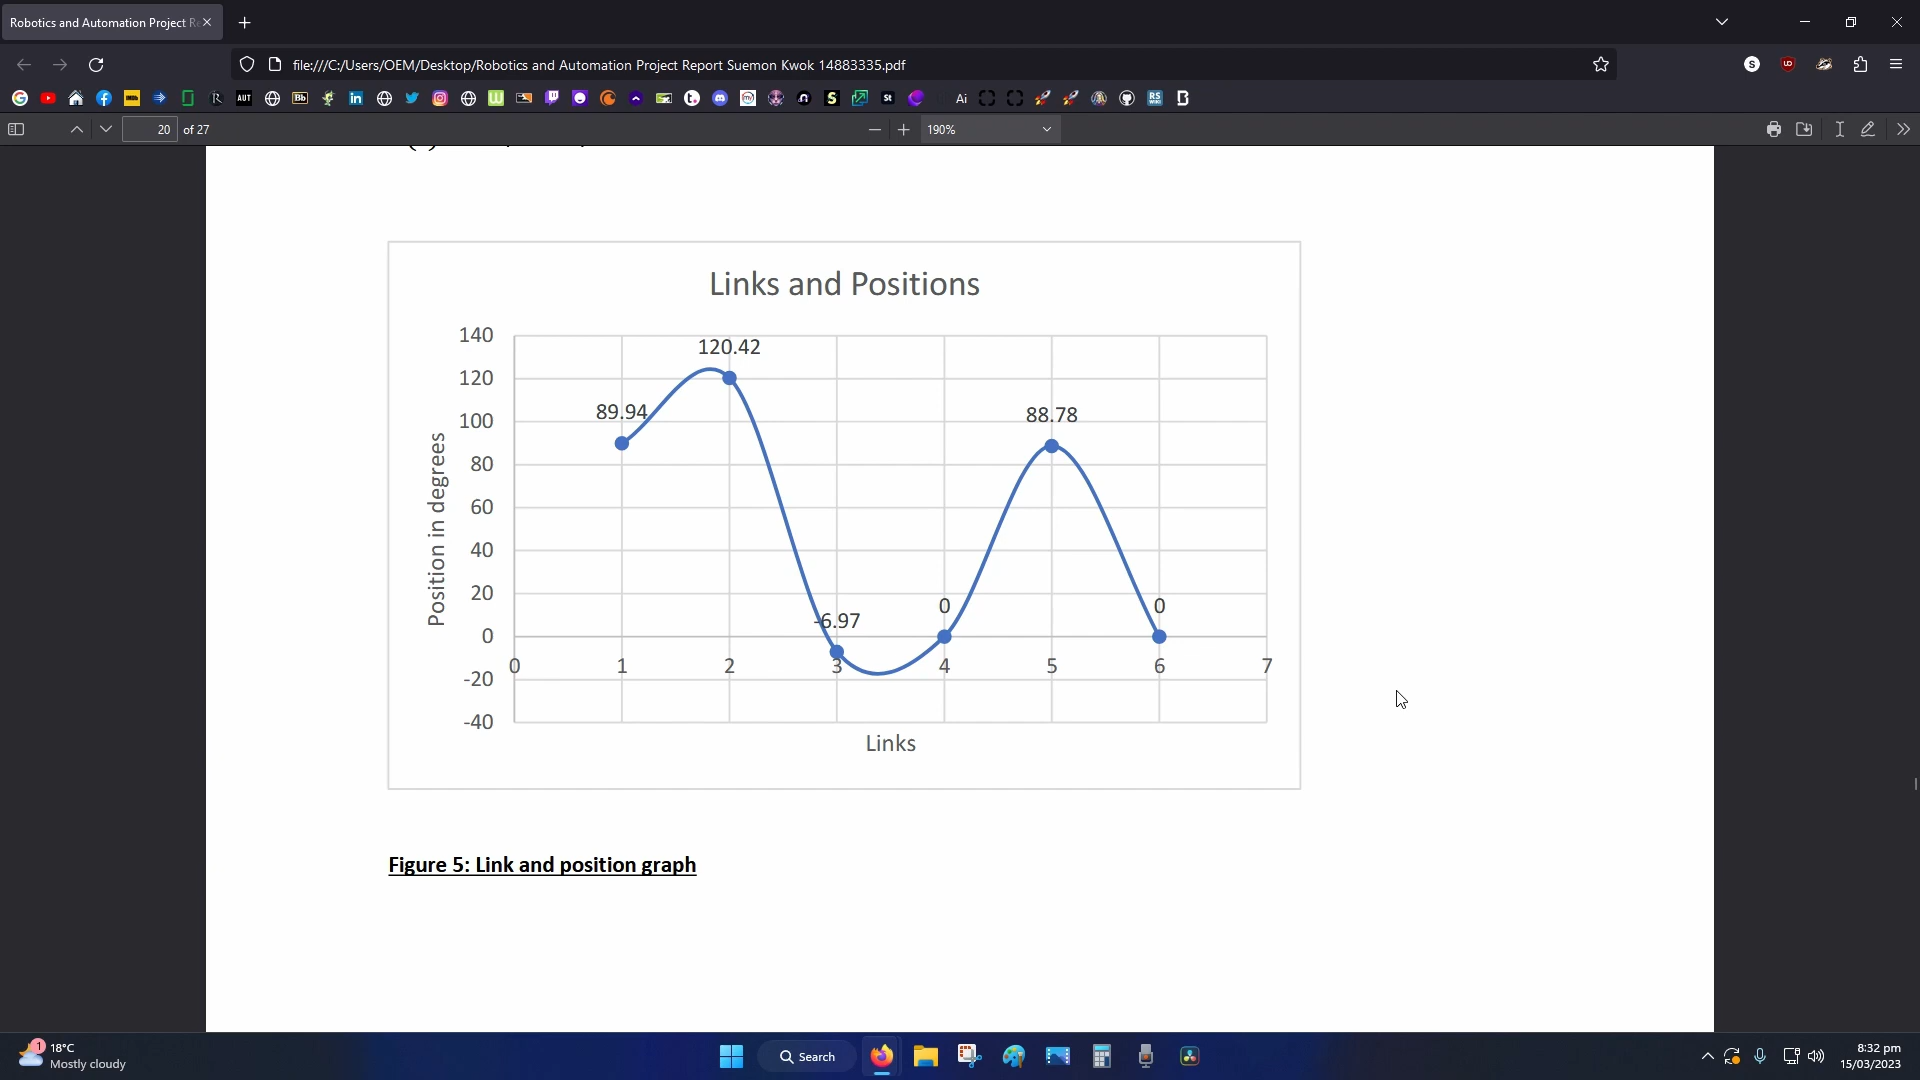 Robotics and Automation Project Re
file:///C:/Users/OEM/Desktop/Robotics and Automation Project Report Suemon Kwok 14883335.pdf
20 of 27
190%
Links and Positions
140
120
100
80
60
40
20
0
-20
-40
Position in degrees
89.94
120.42
-6.97
0
88.78
0
0 1 2 3 4 5 6 7
Links
Figure 5: Link and position graph
1
18°C
Mostly cloudy
Search
8:32 pm
15/03/2023